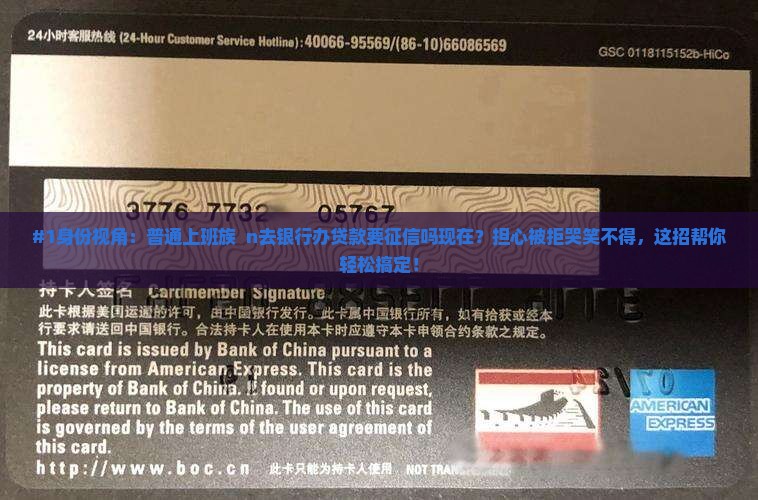 24小时客服热线 (24-Hour Customer Service Hotline):40066-95569/(86-10)66086569
GSC 0118115152b-HiCo
3776 7732 05767
#1身份视角：普通上班族 n去银行办贷款要征信吗现在？担心被拒哭笑不得，这招帮你
轻松搞定！
持卡人签名 Cardmember Signature
此卡根据美国运通的许可，由中国银行发行。此卡属中国银行所有，如有拾获或经本
行要求请送回中国银行。合法持卡人在使用本卡时应遵守本卡申领合约条款之规定。
This card is issued by Bank of China pursuant to a
license from American Express. This card is the
property of Bank of China. If found or upon request,
please return to Bank of China. The use of this card
is governed by the terms of the user agreement of
this card.
AMERICAN
EXPRESS
http://www.boc.cn 此卡只能为持卡人使用 NOT